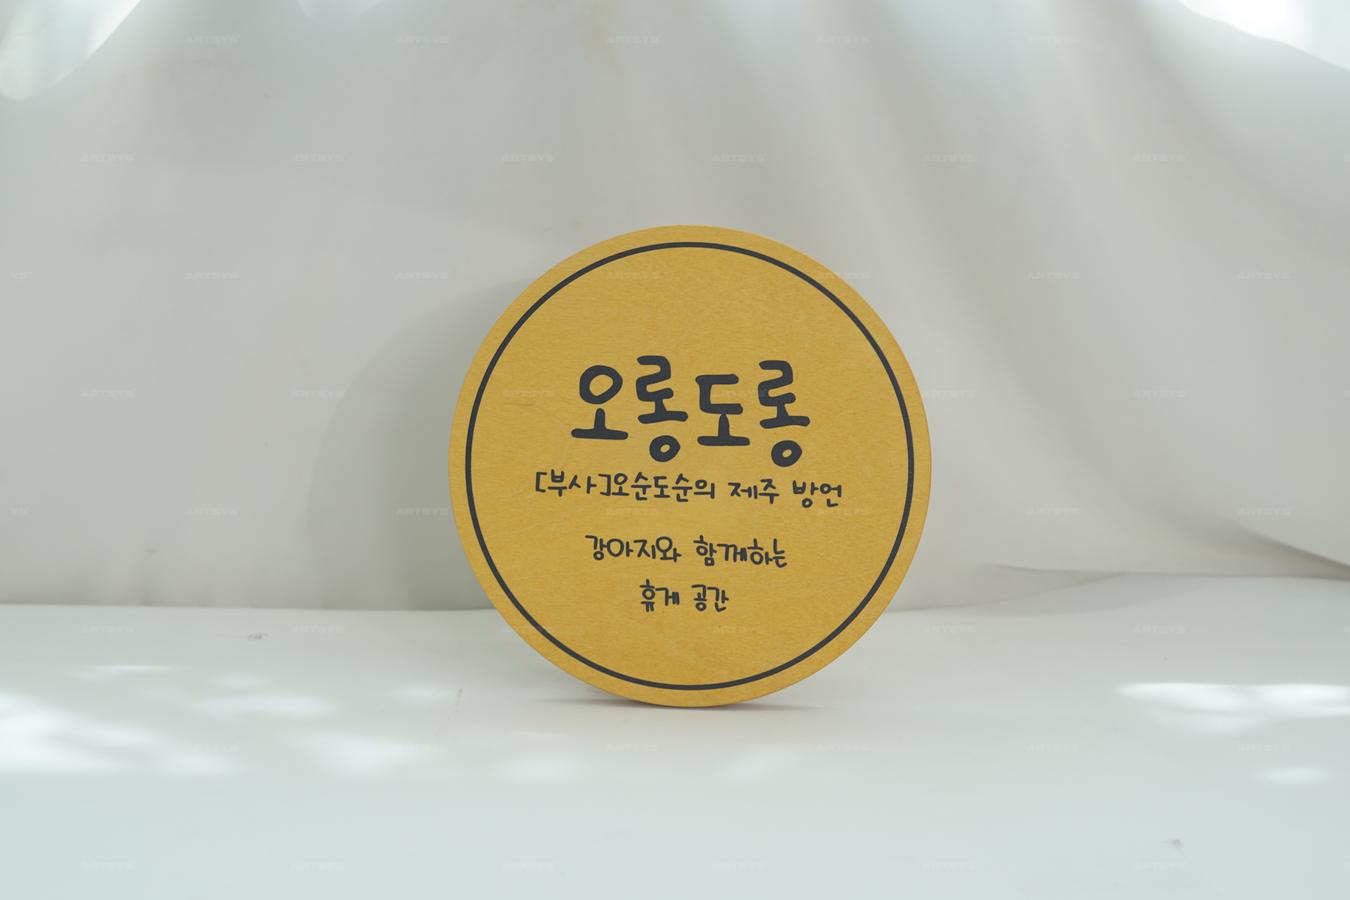 오롱도롱
[부사]오순도순의 제주 방언
강아지와 함께하는
휴게 공간